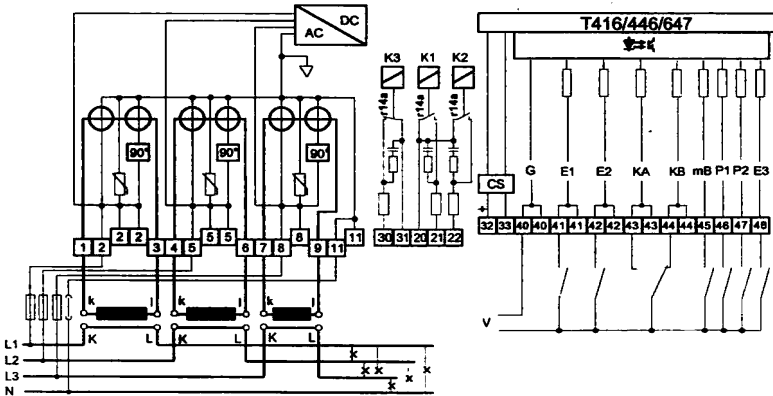 DC
AC
T416/446/647
K3 K1 K2
r14a r14a r14a
90° 90° 90°
G E1 E2 KA KB mB P1 P2 E3
CS
+
32 33 40 40 41 41 42 42 43 43 44 44 45 46 47 48
2 2 5 5 8 11
1 2 3 4 5 6 7 8 9 11
30 31 20 21 22
k l k l k l
K L K L K L
V
L1
L2
L3
N